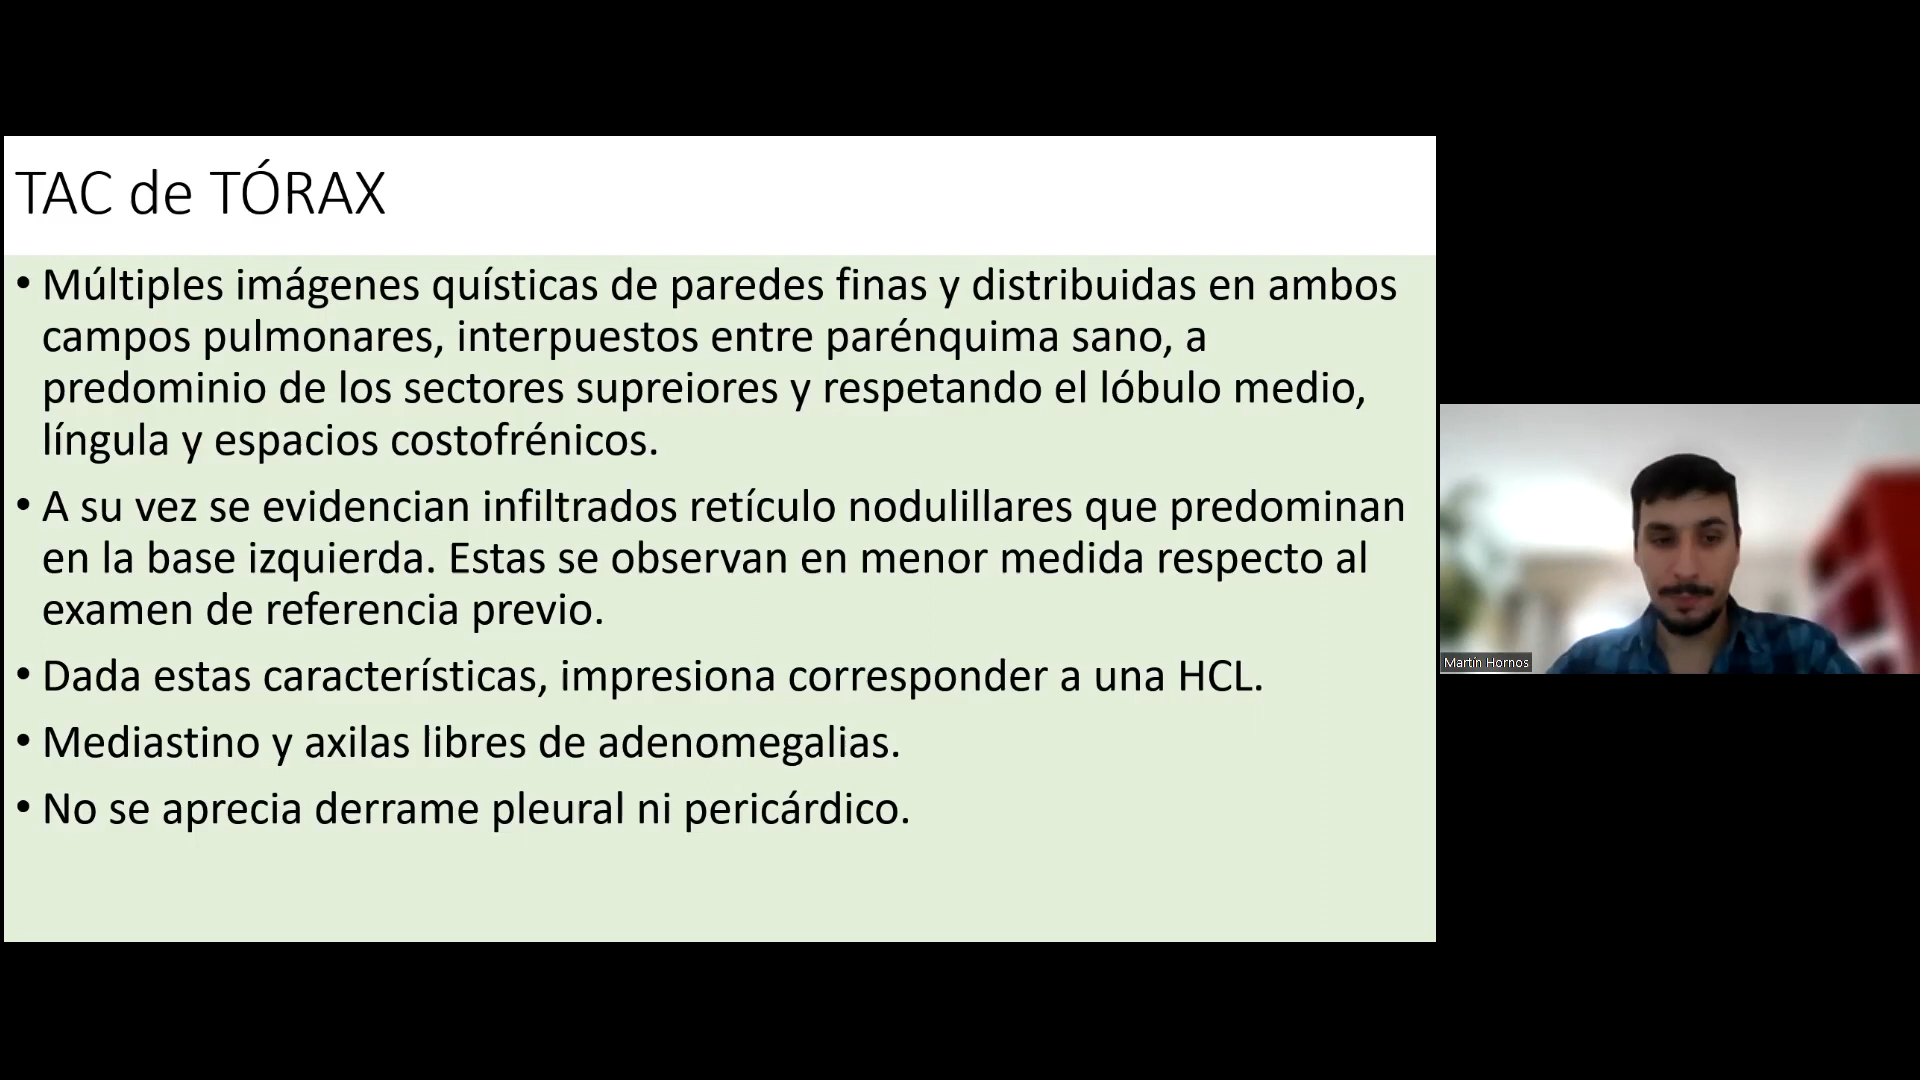 TAC de TÓRAX
• Múltiples imágenes quísticas de paredes finas y distribuidas en ambos
campos pulmonares, interpuestos entre parénquima sano, a
predominio de los sectores supreiores y respetando el lóbulo medio,
língula y espacios costofrénicos.
• A su vez se evidencian infiltrados retículo nodulillares que predominan
en la base izquierda. Estas se observan en menor medida respecto al
examen de referencia previo.
• Dada estas características, impresiona corresponder a una HCL.
• Mediastino y axilas libres de adenomegalias.
• No se aprecia derrame pleural ni pericárdico.
Martín Hornos